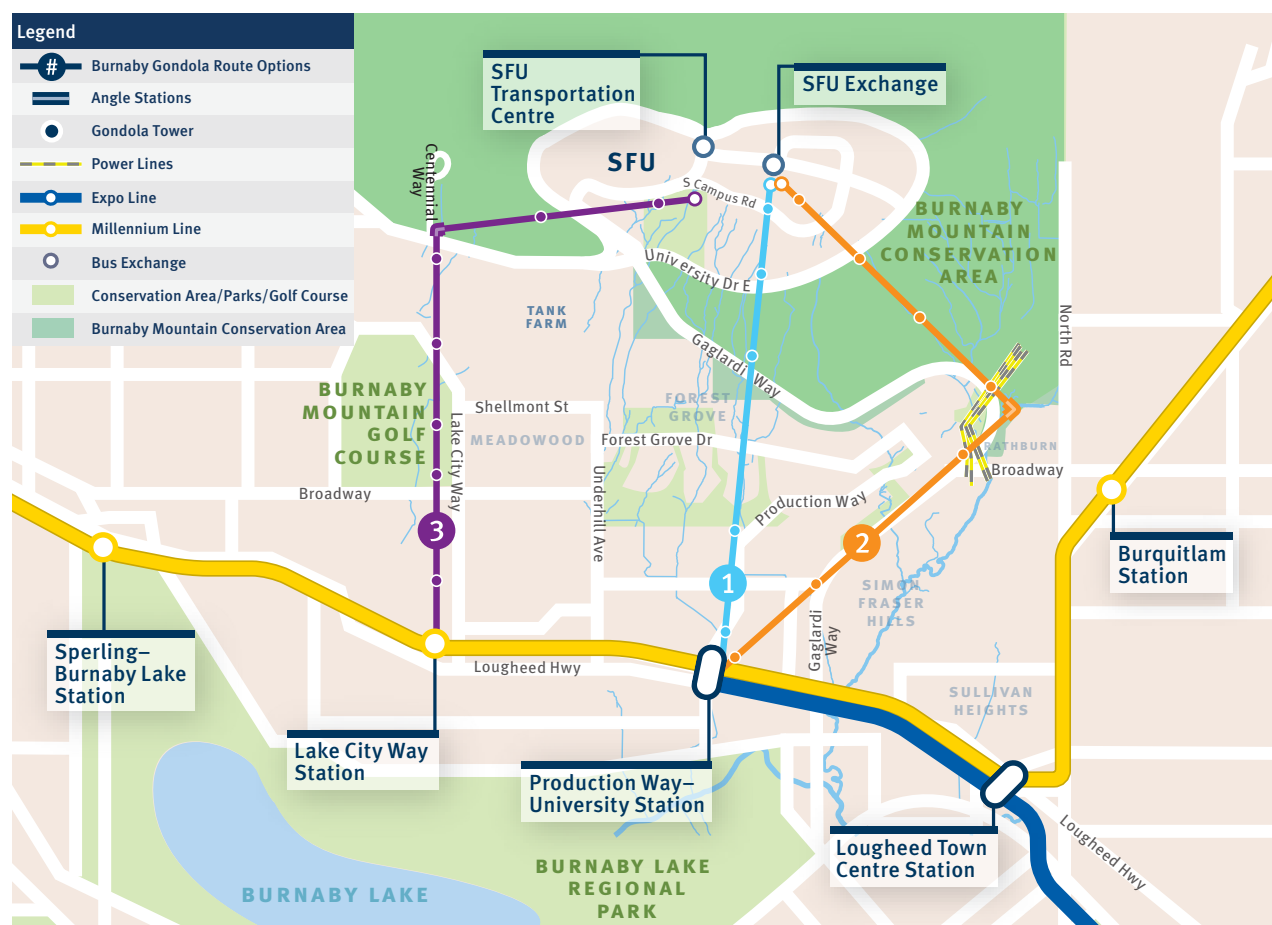 Legend
# Burnaby Gondola Route Options
Angle Stations
Gondola Tower
Power Lines
Expo Line
Millennium Line
Bus Exchange
Conservation Area/Parks/Golf Course
Burnaby Mountain Conservation Area
SFU
Transportation
Centre
SFU Exchange
SFU
Centennial
Way
S Campus Rd
BURNABY
MOUNTAIN
CONSERVATION
AREA
University Dr E
TANK
FARM
North Rd
Gaglardi Way
BURNABY
MOUNTAIN
GOLF
COURSE
Shellmont St
FOREST
GROVE
MEADOWOOD
Forest Grove Dr
Lake City Way
RATHBURN
Broadway
Broadway
Underhill Ave
Production Way
3
2
1
Burquitlam
Station
SIMON
FRASER
HILLS
Gaglardi
Way
Sperling–
Burnaby Lake
Station
Lougheed Hwy
SULLIVAN
HEIGHTS
Lake City Way
Station
Production Way–
University Station
Lougheed Town
Centre Station
Lougheed Hwy
BURNABY LAKE
BURNABY LAKE
REGIONAL
PARK